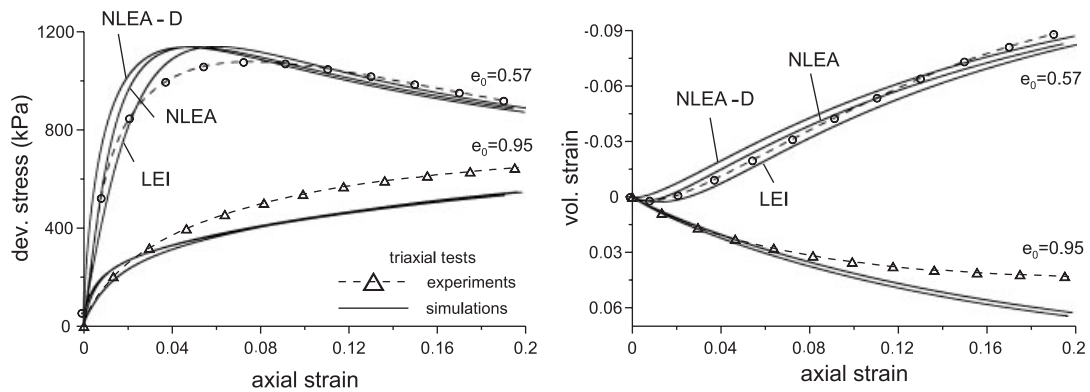 NLEA-D
1200
800
400
0
dev. stress (kPa)
NLEA
LEI
e0=0.57
e0=0.95
triaxial tests
experiments
simulations
0 0.04 0.08 0.12 0.16 0.2
axial strain
-0.09
-0.06
-0.03
0
0.03
0.06
vol. strain
NLEA-D
NLEA
LEI
e0=0.57
e0=0.95
0 0.04 0.08 0.12 0.16 0.2
axial strain